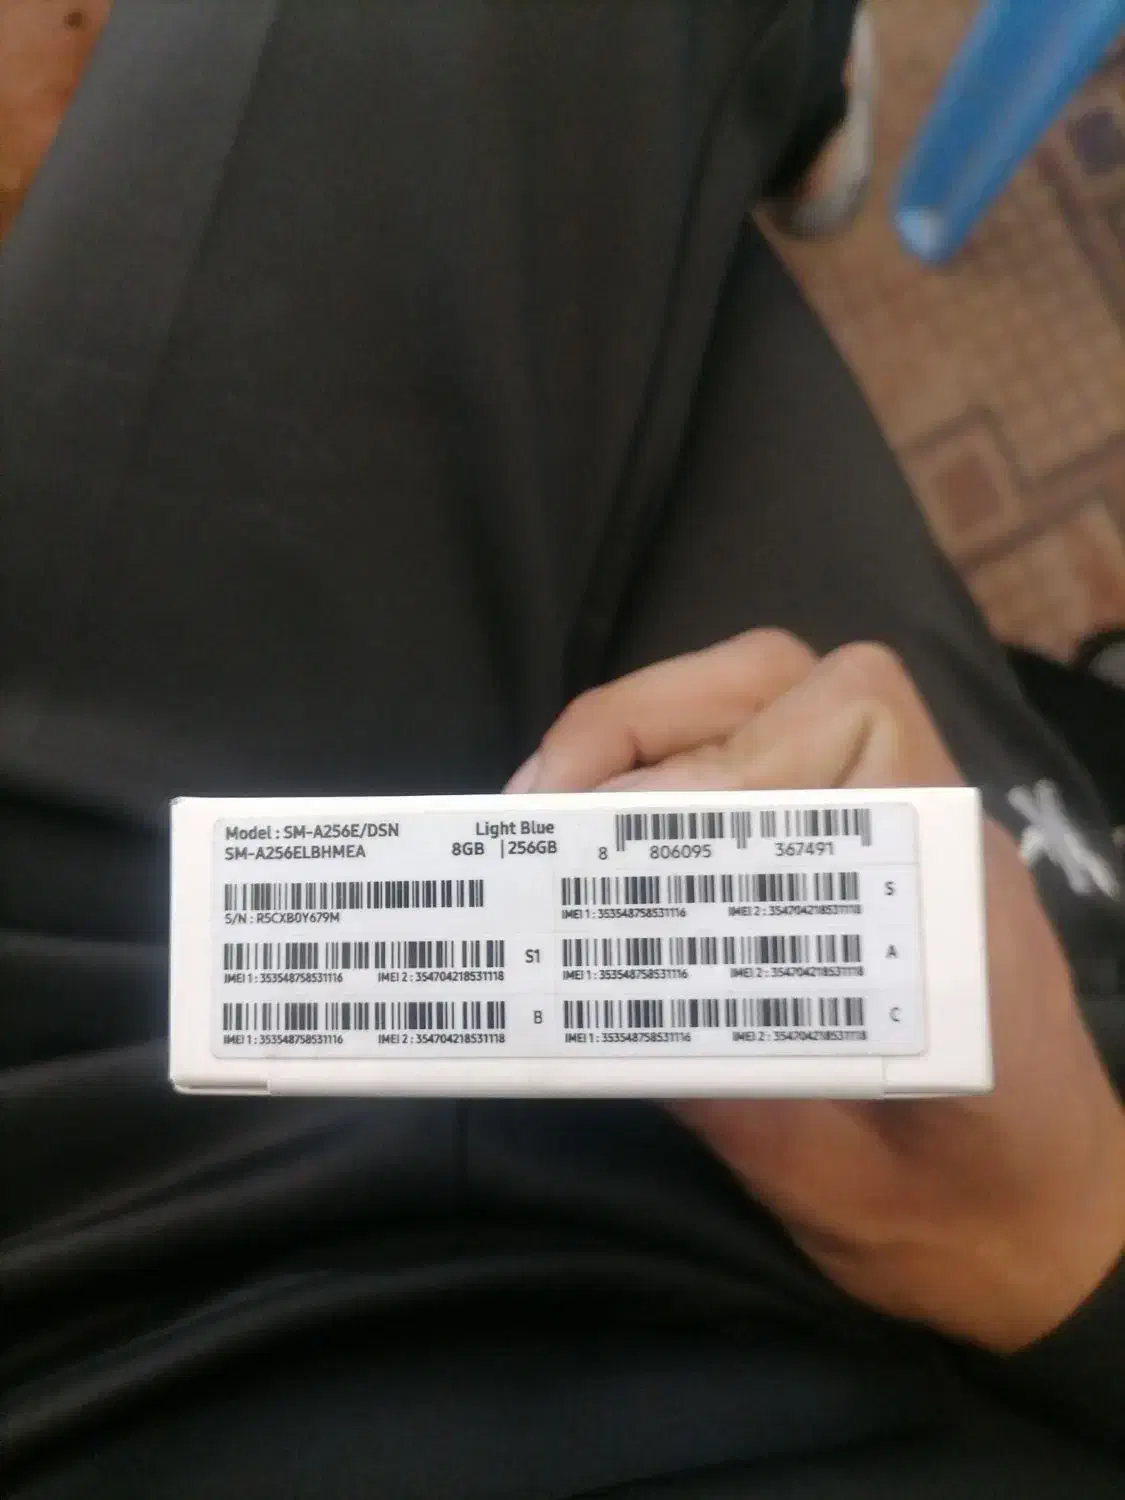 Model : SM-A256E/DSN
SM-A256ELBHMEA
Light Blue
8GB | 256GB
8 806095 367491
S/N : R5CXB0Y679M
IMEI 1 : 353548758531116 IMEI 2 : 354704218531118 S
IMEI 1 : 353548758531116 IMEI 2 : 354704218531118 S1
IMEI 1 : 353548758531116 IMEI 2 : 354704218531118 A
IMEI 1 : 353548758531116 IMEI 2 : 354704218531118 B
IMEI 1 : 353548758531116 IMEI 2 : 354704218531118 C